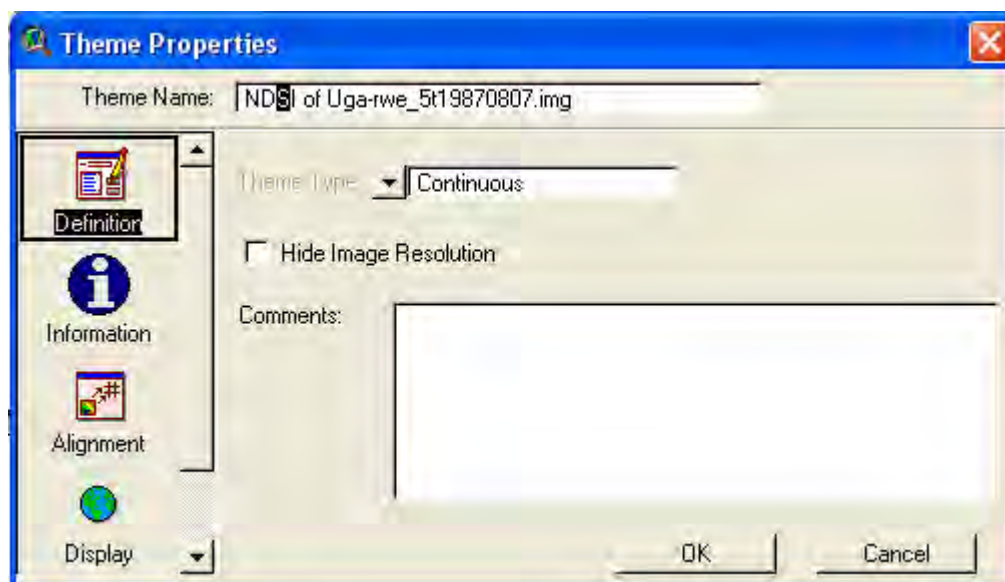 Theme Properties
Theme Name: NDSI of Uga-rwe_5t19870807.img
Definition
Theme Type: Continuous
Hide Image Resolution
Information
Comments:
Alignment
Display
OK Cancel